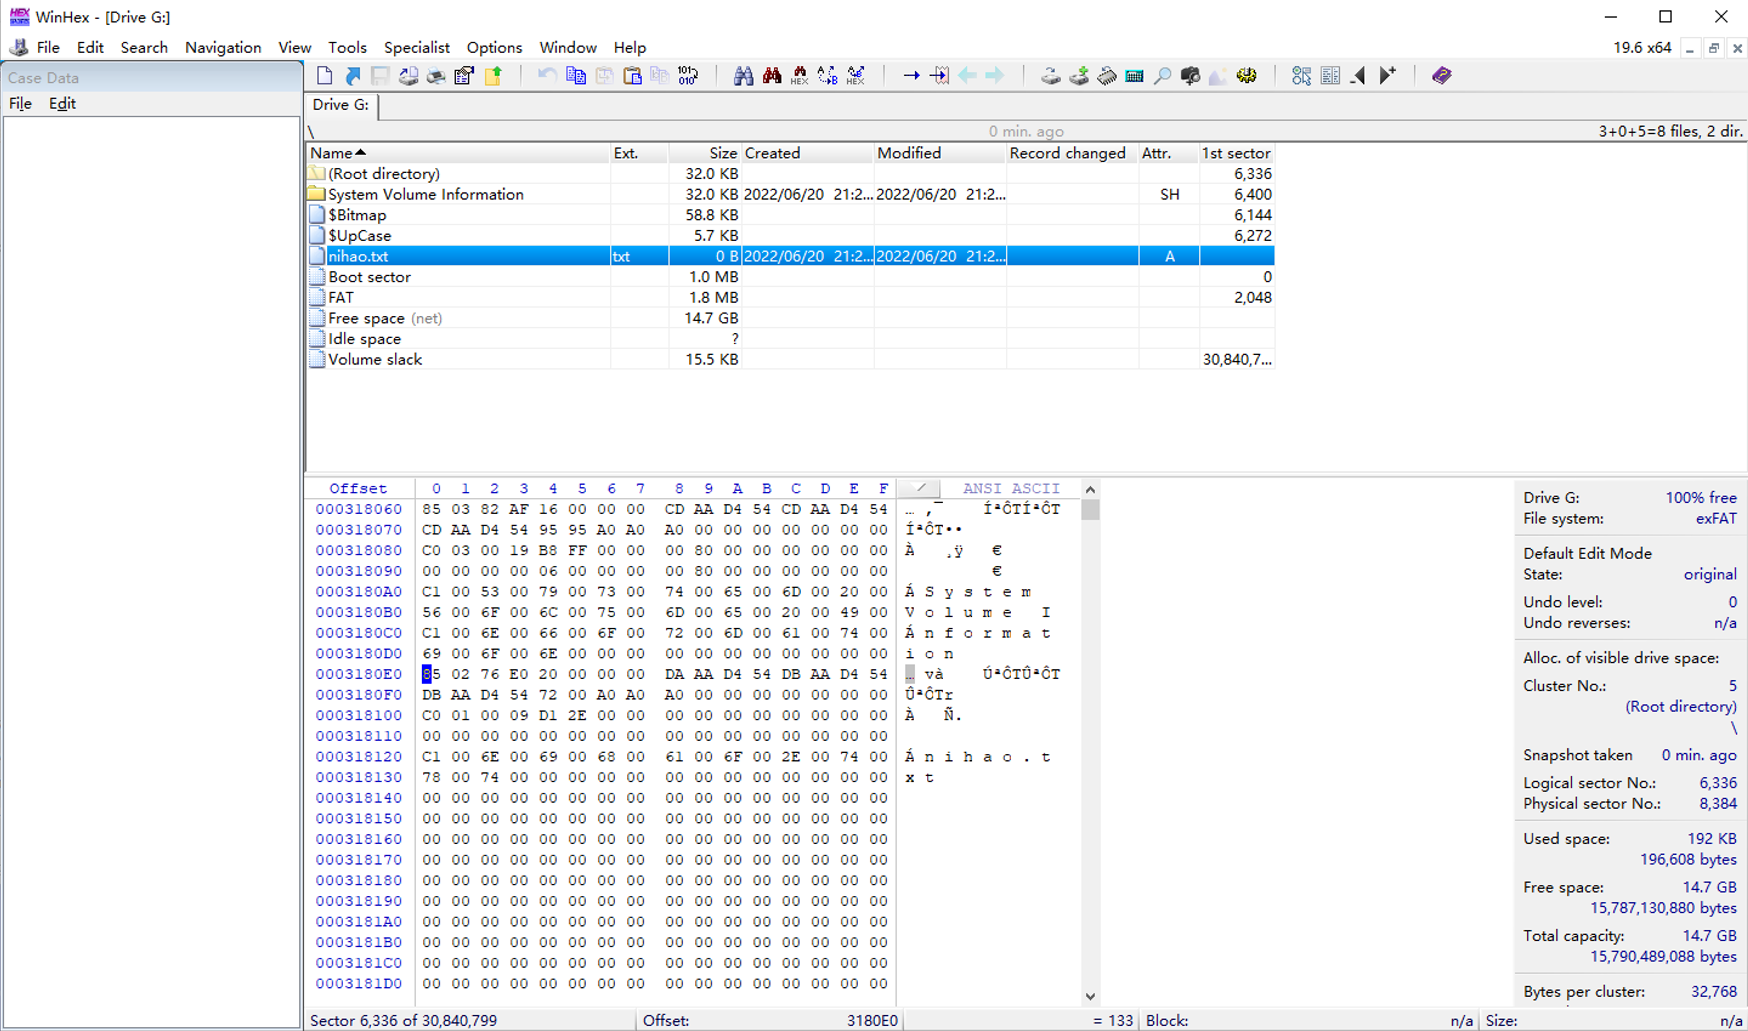 WinHex - [Drive G:]
File Edit Search Navigation View Tools Specialist Options Window Help 19.6 x64
Case Data
File Edit
Drive G:
\ 0 min. ago 3+0+5=8 files, 2 dir.
Name Ext. Size Created Modified Record changed Attr. 1st sector
(Root directory) 32.0 KB 6,336
System Volume Information 32.0 KB 2022/06/20 21:2... 2022/06/20 21:2... SH 6,400
$Bitmap 58.8 KB 6,144
$UpCase 5.7 KB 6,272
nihao.txt txt 0 B 2022/06/20 21:2... 2022/06/20 21:2... A
Boot sector 1.0 MB 0
FAT 1.8 MB 2,048
Free space (net) 14.7 GB
Idle space ?
Volume slack 15.5 KB 30,840,7...
Offset 0 1 2 3 4 5 6 7 8 9 A B C D E F ANSI ASCII
000318060 85 03 82 AF 16 00 00 00 CD AA D4 54 CD AA D4 54 … ‚¯ ÍªÔTÍªÔT
000318070 CD AA D4 54 95 95 A0 A0 A0 00 00 00 00 00 00 00 ÍªÔT••
000318080 C0 03 00 19 B8 FF 00 00 00 80 00 00 00 00 00 00 À ¸ÿ €
000318090 00 00 00 00 06 00 00 00 00 80 00 00 00 00 00 00 €
0003180A0 C1 00 53 00 79 00 73 00 74 00 65 00 6D 00 20 00 Á S y s t e m
0003180B0 56 00 6F 00 6C 00 75 00 6D 00 65 00 20 00 49 00 V o l u m e I
0003180C0 C1 00 6E 00 66 00 6F 00 72 00 6D 00 61 00 74 00 Á n f o r m a t
0003180D0 69 00 6F 00 6E 00 00 00 00 00 00 00 00 00 00 00 i o n
0003180E0 85 02 76 E0 20 00 00 00 DA AA D4 54 DB AA D4 54 … và ÚªÔTÛªÔT
0003180F0 DB AA D4 54 72 00 A0 A0 A0 00 00 00 00 00 00 00 ÛªÔTr
000318100 C0 01 00 09 D1 2E 00 00 00 00 00 00 00 00 00 00 À Ñ.
000318110 00 00 00 00 00 00 00 00 00 00 00 00 00 00 00 00
000318120 C1 00 6E 00 69 00 68 00 61 00 6F 00 2E 00 74 00 Á n i h a o . t
000318130 78 00 74 00 00 00 00 00 00 00 00 00 00 00 00 00 x t
000318140 00 00 00 00 00 00 00 00 00 00 00 00 00 00 00 00
000318150 00 00 00 00 00 00 00 00 00 00 00 00 00 00 00 00
000318160 00 00 00 00 00 00 00 00 00 00 00 00 00 00 00 00
000318170 00 00 00 00 00 00 00 00 00 00 00 00 00 00 00 00
000318180 00 00 00 00 00 00 00 00 00 00 00 00 00 00 00 00
000318190 00 00 00 00 00 00 00 00 00 00 00 00 00 00 00 00
0003181A0 00 00 00 00 00 00 00 00 00 00 00 00 00 00 00 00
0003181B0 00 00 00 00 00 00 00 00 00 00 00 00 00 00 00 00
0003181C0 00 00 00 00 00 00 00 00 00 00 00 00 00 00 00 00
0003181D0 00 00 00 00 00 00 00 00 00 00 00 00 00 00 00 00
Drive G: 100% free
File system: exFAT
Default Edit Mode
State: original
Undo level: 0
Undo reverses: n/a
Alloc. of visible drive space:
Cluster No.: 5
(Root directory)
\
Snapshot taken 0 min. ago
Logical sector No.: 6,336
Physical sector No.: 8,384
Used space: 192 KB
196,608 bytes
Free space: 14.7 GB
15,787,130,880 bytes
Total capacity: 14.7 GB
15,790,489,088 bytes
Bytes per cluster: 32,768
Sector 6,336 of 30,840,799 Offset: 3180E0 = 133 Block: n/a Size: n/a